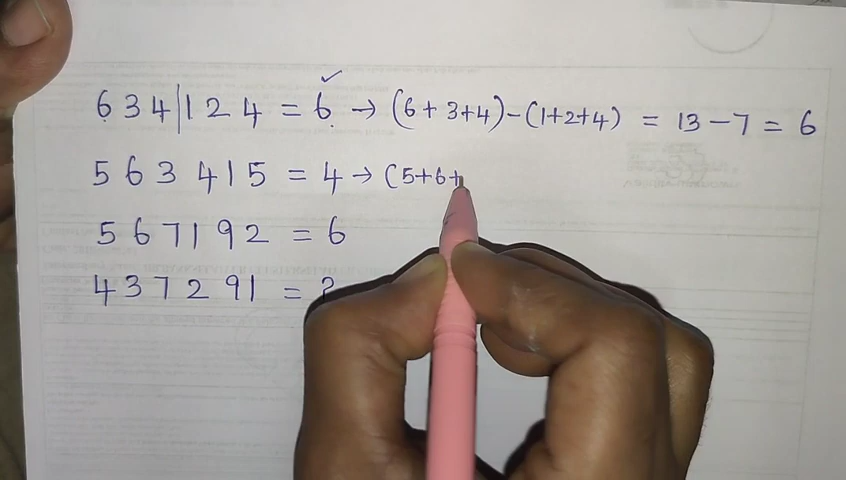 634|124 = 6 → (6+3+4)-(1+2+4) = 13-7 = 6
563415 = 4 → (5+6+
567192 = 6
437291 = ?